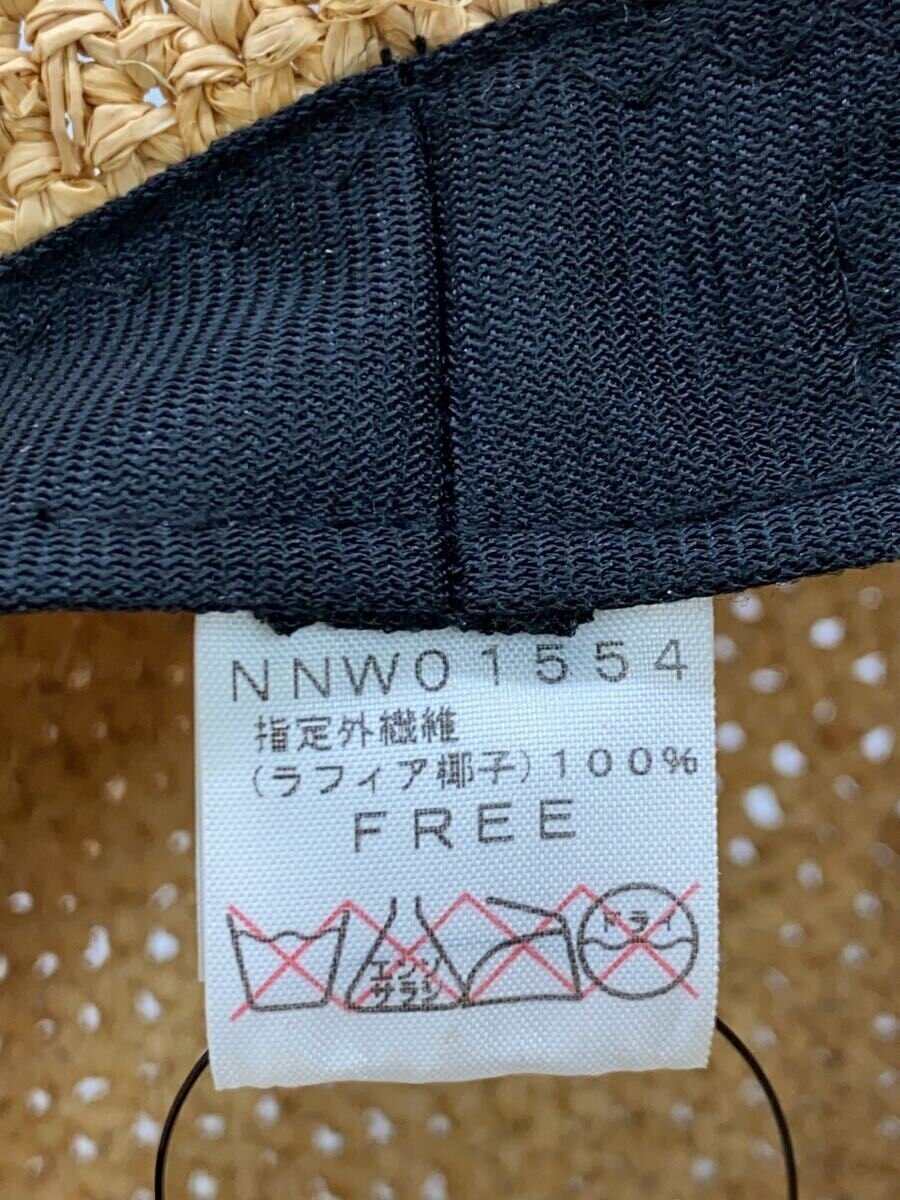 NNW01554
指定外繊維
(ラフィア椰子)100%
FREE
エンソ
サラシ
ドライ